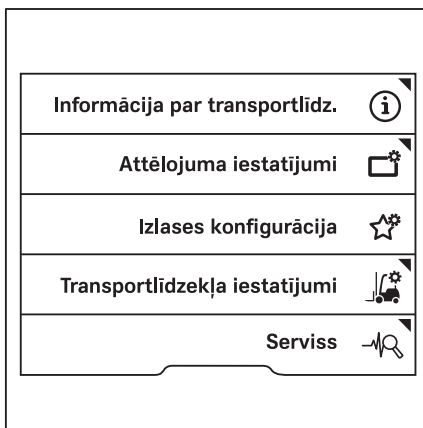 Informācija par transportlīdz.
Attēlojuma iestatījumi
Izlases konfigurācija
Transportlīdzekļa iestatījumi
Serviss